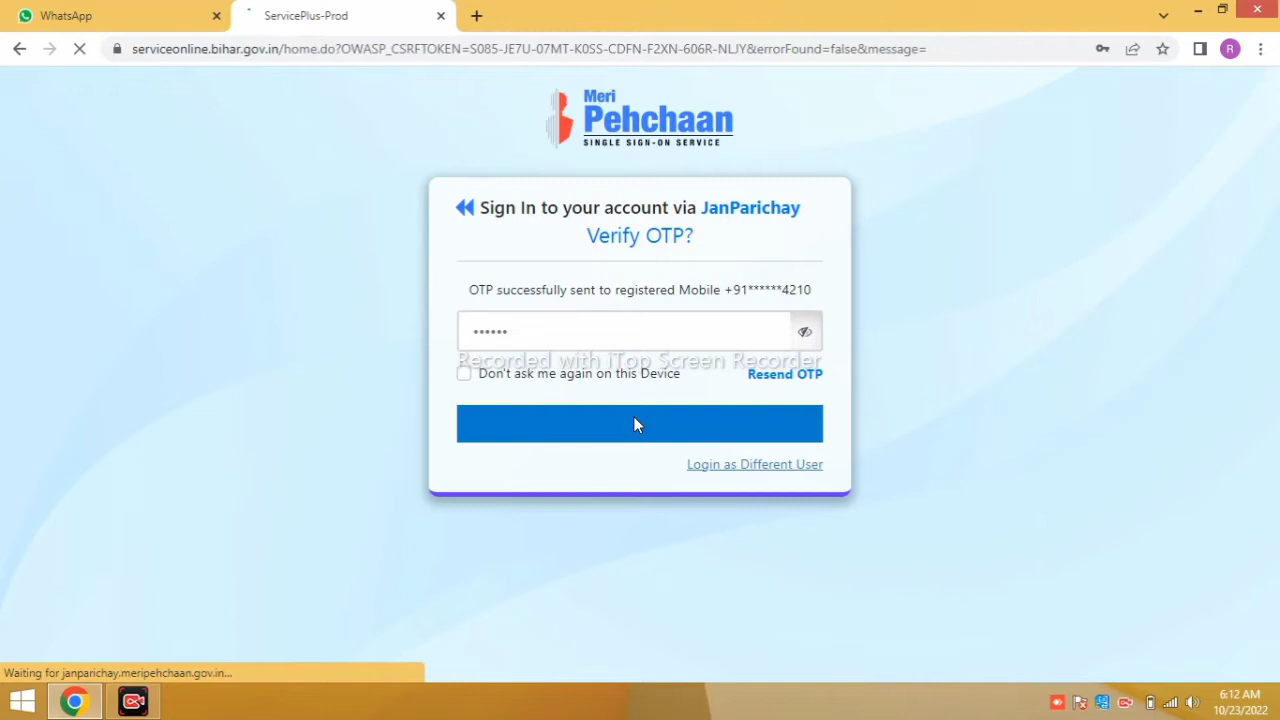 WhatsApp
ServicePlus-Prod
serviceonline.bihar.gov.in/home.do?OWASP_CSRFTOKEN=S085-JE7U-07MT-K0SS-CDFN-F2XN-606R-NLJY&errorFound=false&message=
R
Meri
Pehchaan
SINGLE SIGN-ON SERVICE
Sign In to your account via JanParichay
Verify OTP?
OTP successfully sent to registered Mobile +91******4210
••••••
Recorded with iTop Screen Recorder
Don't ask me again on this Device
Resend OTP
Login as Different User
Waiting for janparichay.meripehchaan.gov.in...
6:12 AM
10/23/2022